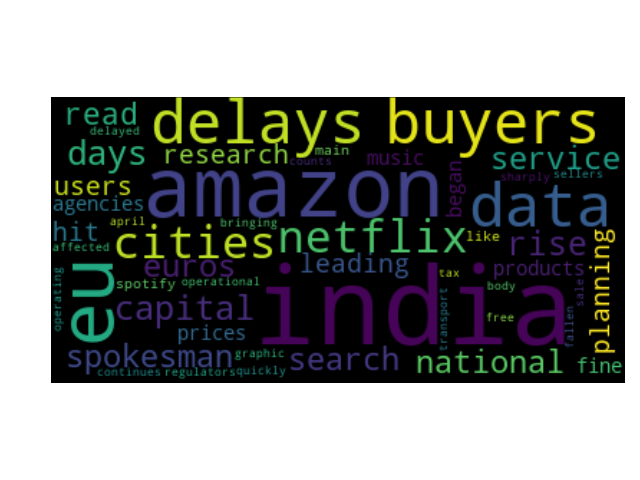 read delays buyers
delayed
days research main service
counts music
sharply sellers
users amazon began data
agencies
april bringing
hit cities netflix like rise
affected
euros leading products
eu spotify operational tax body sale
operating capital india planning
prices free transport fallen
spokesman graphic search national fine
continues regulators quickly